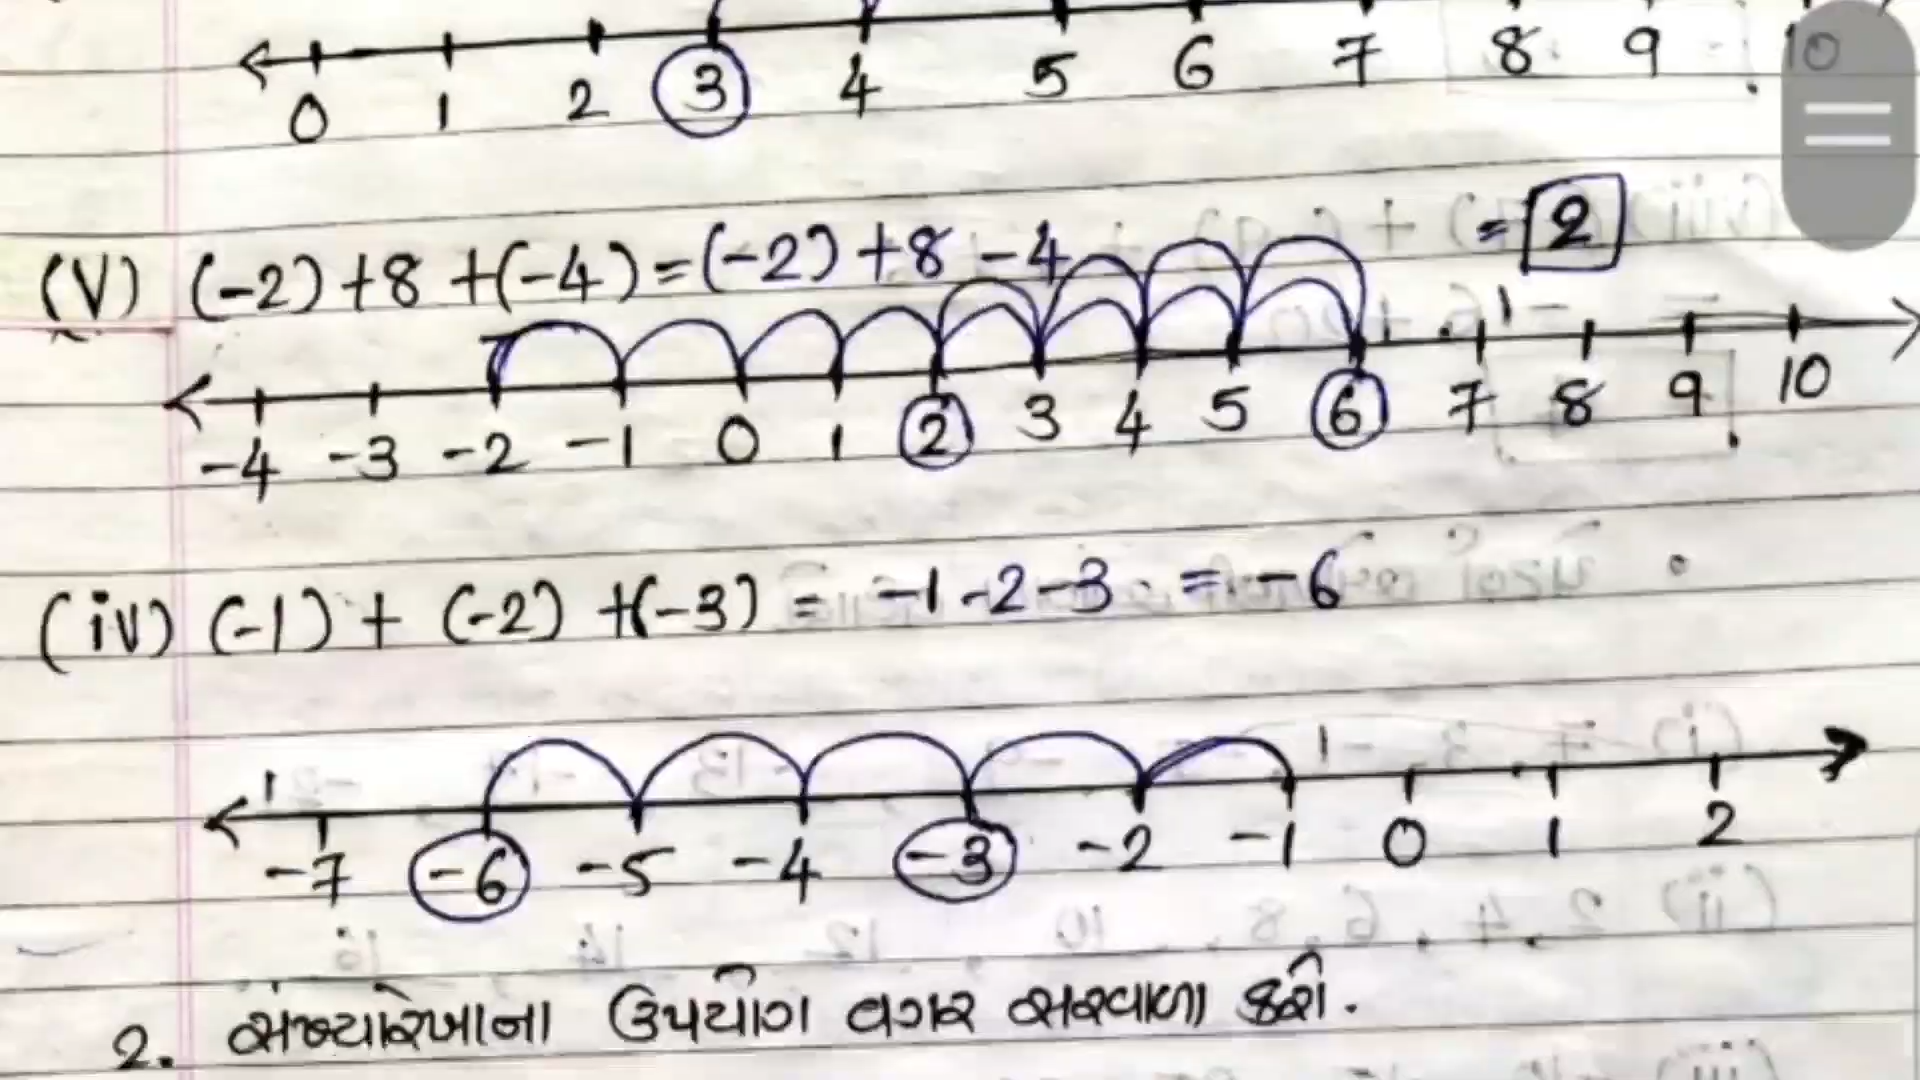 0 1 2 3 4 5 6 7 8 9 10
(V) (-2) +8 +(-4) = (-2) +8 -4 = 2
-4 -3 -2 -1 0 1 2 3 4 5 6 7 8 9 10
(iv) (-1) + (-2) +(-3) = -1 -2 -3 = -6
-7 -6 -5 -4 -3 -2 -1 0 1 2
2. સંખ્યારેખાના ઉપયોગ વગર સરવાળા કરો.